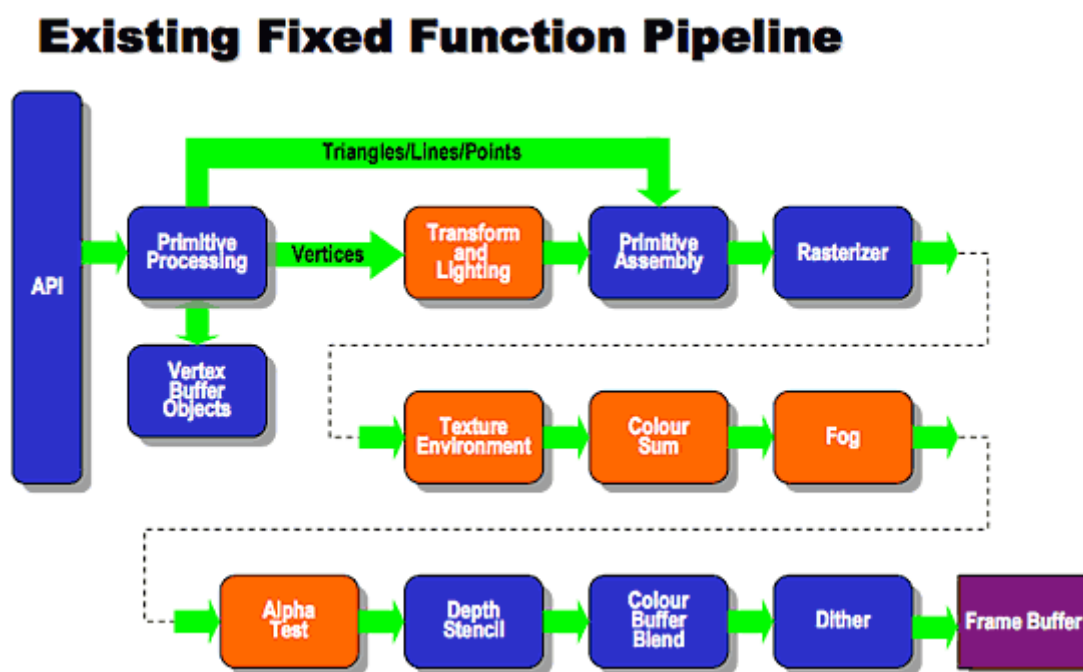 Existing Fixed Function Pipeline
Triangles/Lines/Points
API
Primitive
Processing
Vertices
Transform
and
Lighting
Primitive
Assembly
Rasterizer
Vertex
Buffer
Objects
Texture
Environment
Colour
Sum
Fog
Alpha
Test
Depth
Stencil
Colour
Buffer
Blend
Dither
Frame Buffer